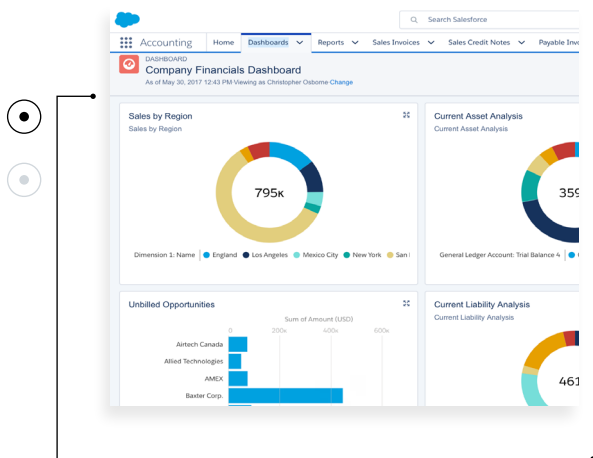 Search Salesforce
Accounting Home Dashboards Reports Sales Invoices Sales Credit Notes Payable
DASHBOARD
Company Financials Dashboard
As of May 30, 2017 12:43 PM·Viewing as Christopher Osborne Change
Sales by Region
Sales by Region
795K
Dimension 1: Name England Los Angeles Mexico City New York San
Current Asset Analysis
Current Asset Analysis
359
General Ledger Account: Trial Balance 4
Unbilled Opportunities
Sum of Amount (USD)
0 200K 400K 600K
Airtech Canada
Allied Technologies
AMEX
Baxter Corp.
Current Liability Analysis
Current Liability Analysis
461